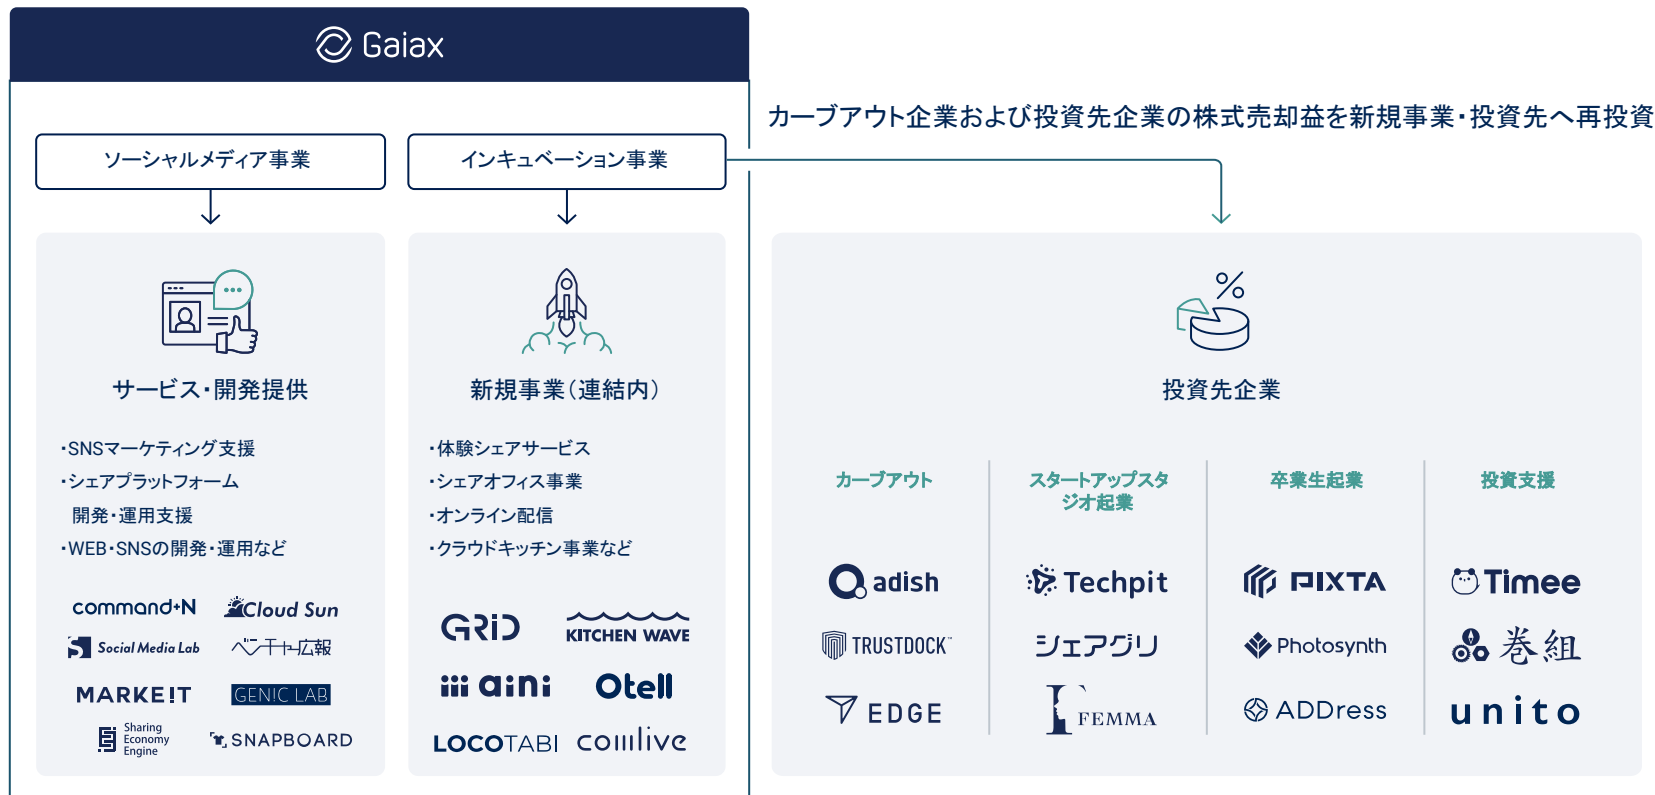 Gaiax
カーブアウト企業および投資先企業の株式売却益を新規事業・投資先へ再投資
ソーシャルメディア事業
インキュベーション事業
サービス・開発提供
・SNSマーケティング支援
・シェアプラットフォーム
開発・運用支援
・WEB・SNSの開発・運用など
command+N
Cloud Sun
Social Media Lab
ベンチャー広報
MARKE!T
GENIC LAB
Sharing
Economy
Engine
SNAPBOARD
新規事業（連結内）
・体験シェアサービス
・シェアオフィス事業
・オンライン配信
・クラウドキッチン事業など
GRiD
KITCHEN WAVE
aini
Otell
LOCOTABI
comlive
%
投資先企業
カーブアウト
adish
TRUSTDOCK™
EDGE
スタートアップスタ
ジオ起業
Techpit
シェアグリ
FEMMA
卒業生起業
PIXTA
Photosynth
ADDress
投資支援
Timee
巻組
unito